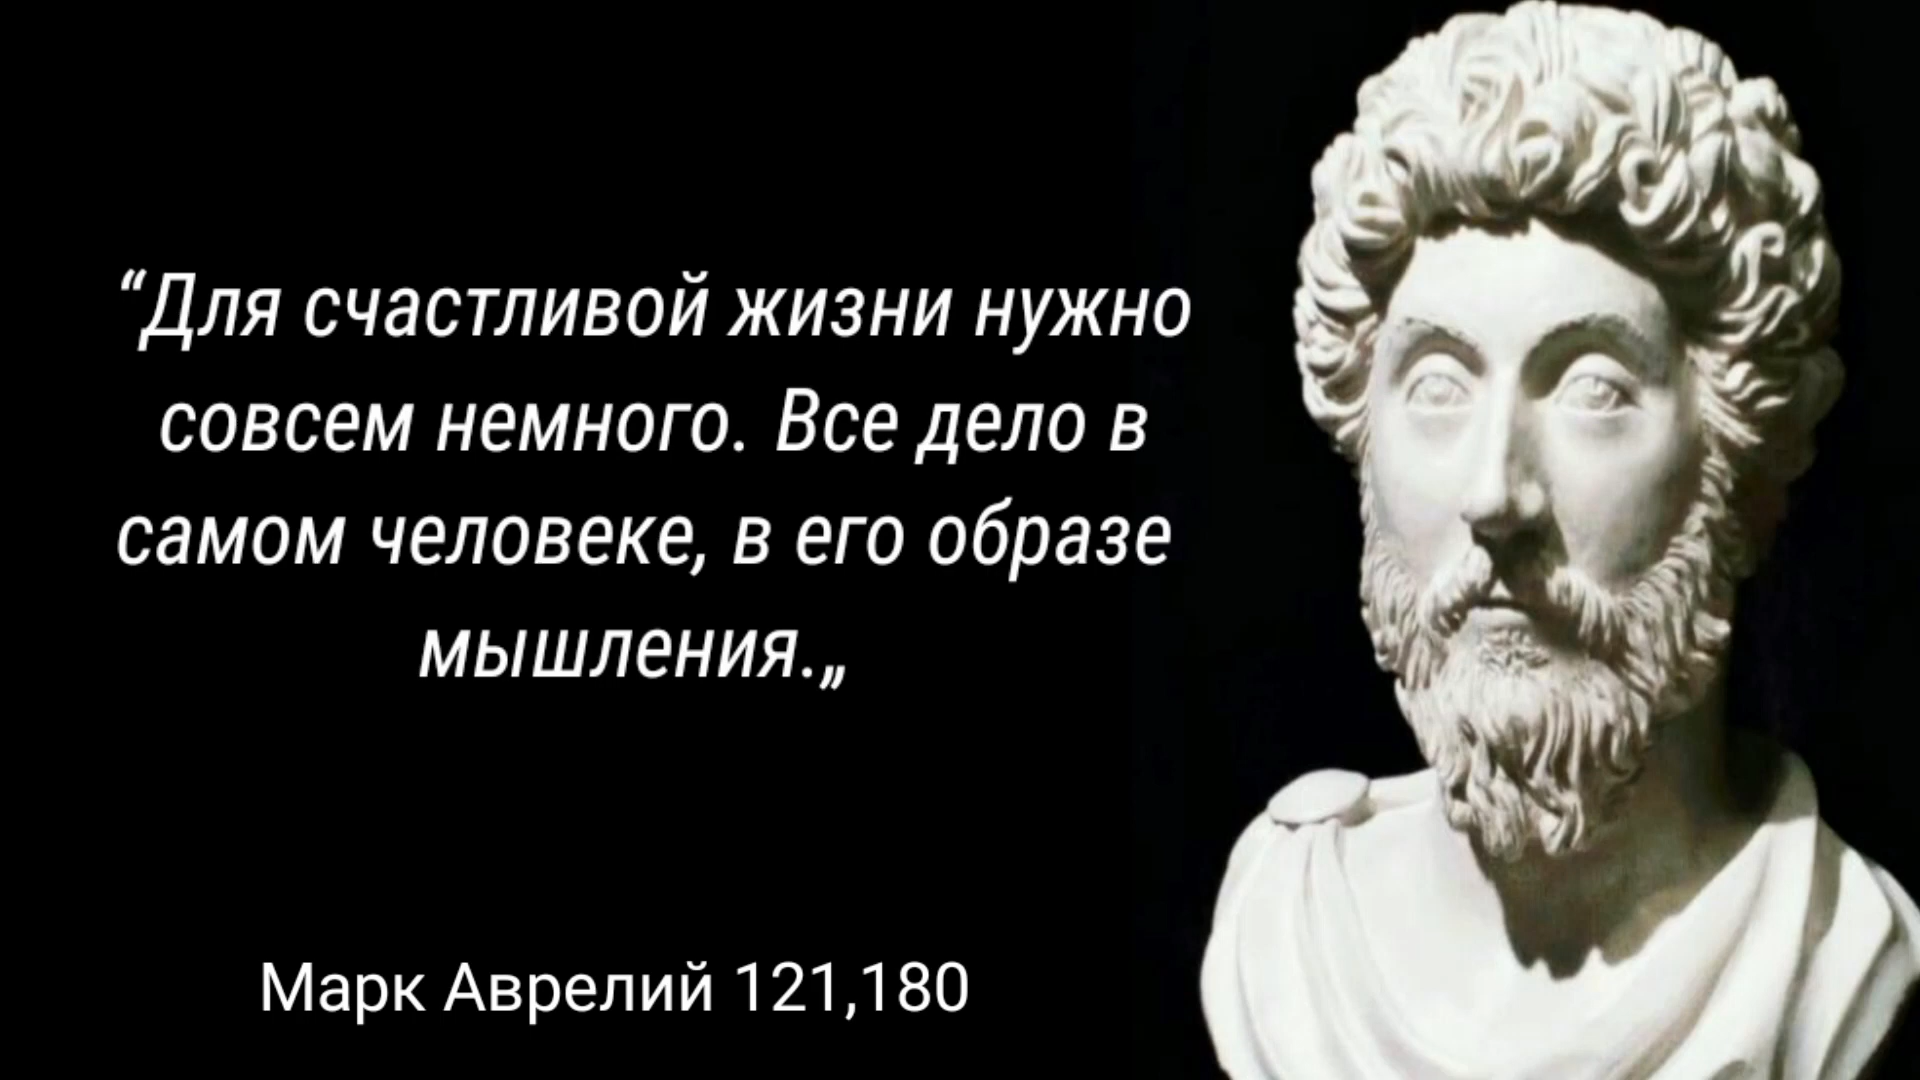 “Для счастливой жизни нужно
совсем немного. Все дело в
самом человеке, в его образе
мышления.„
Марк Аврелий 121,180